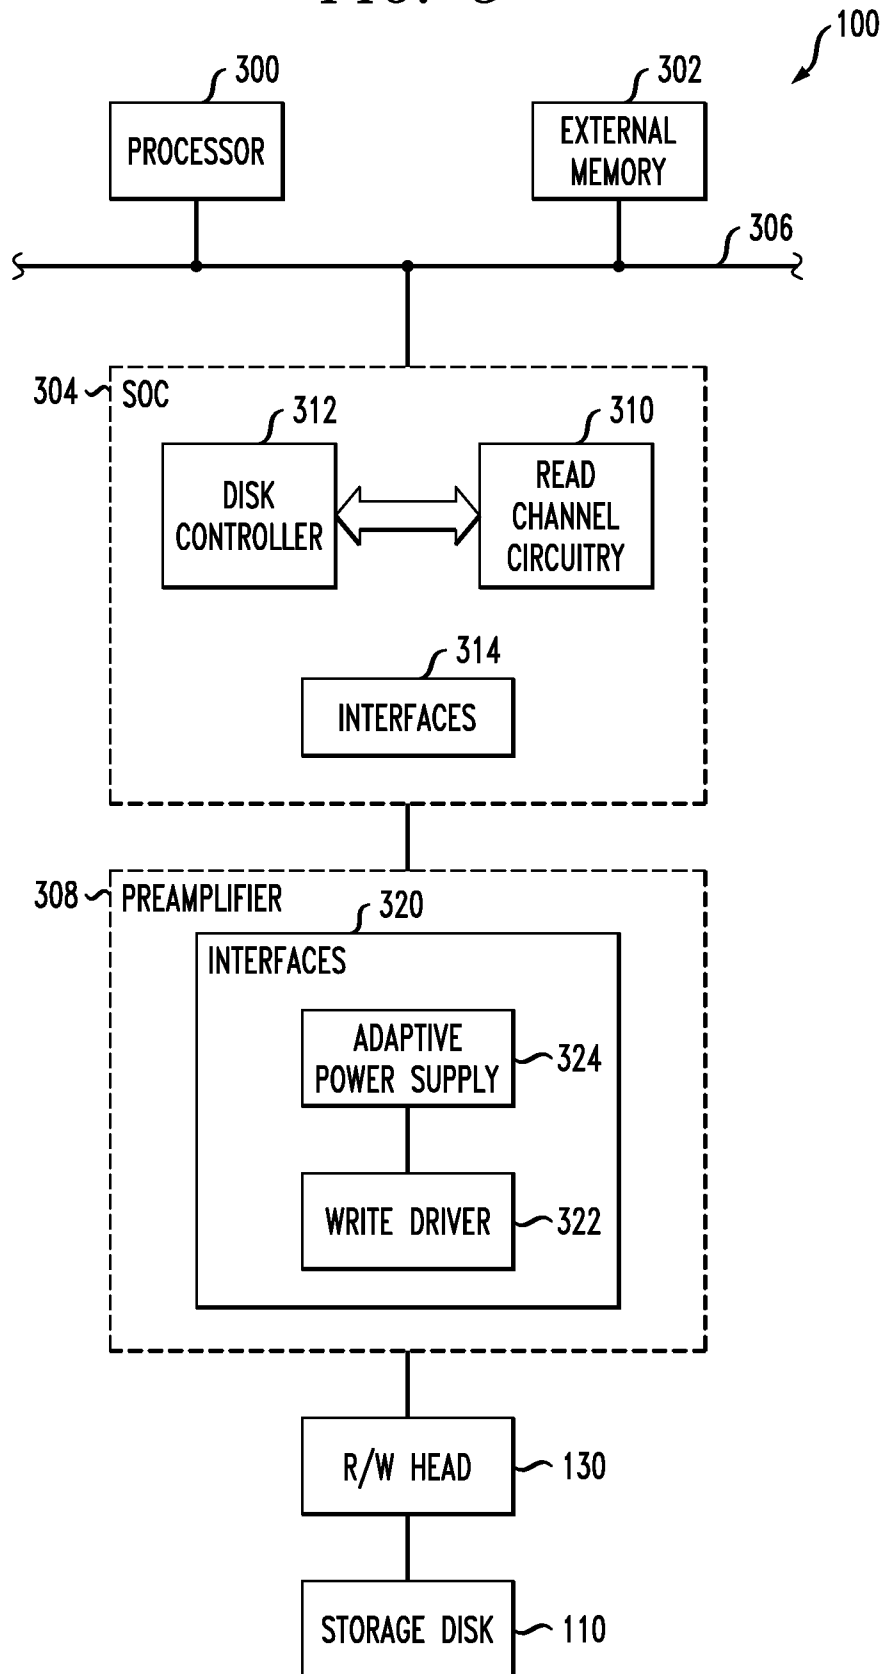 100
300
302
PROCESSOR
EXTERNAL
MEMORY
306
304
SOC
312
310
DISK
CONTROLLER
READ
CHANNEL
CIRCUITRY
314
INTERFACES
308
PREAMPLIFIER
320
INTERFACES
ADAPTIVE
POWER SUPPLY
324
WRITE DRIVER
322
R/W HEAD
130
STORAGE DISK
110